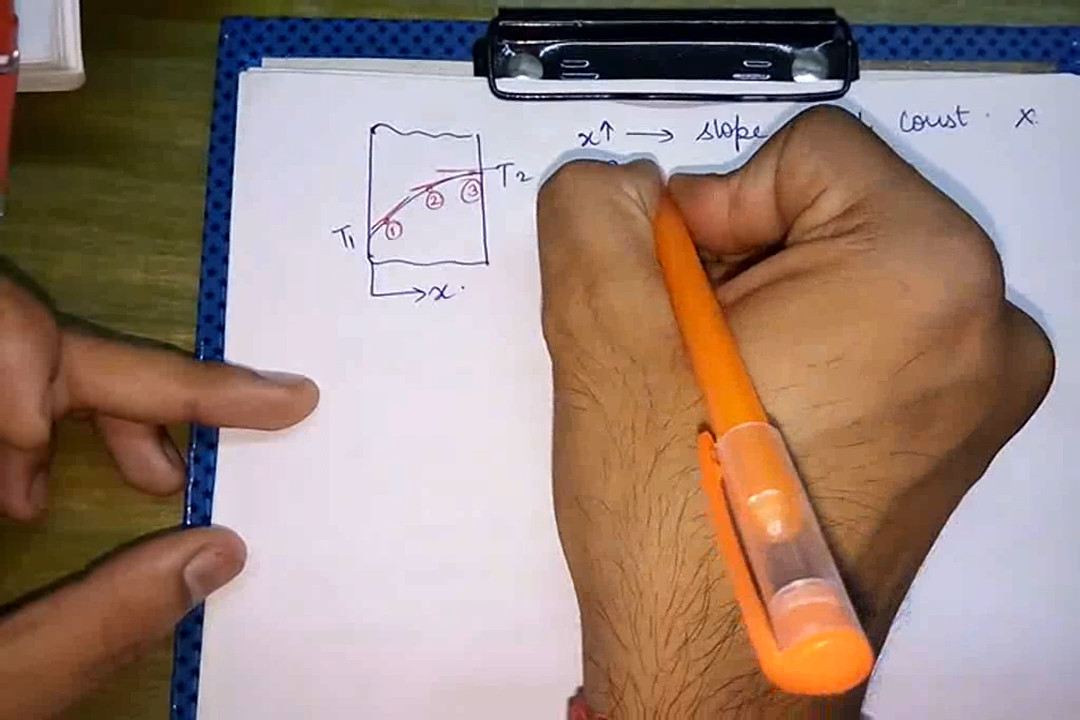 x↑ → slope const. x.
T2
②
③
①
T1
→ x.